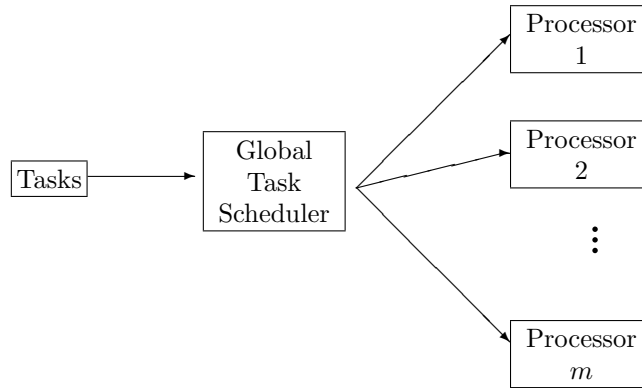 Tasks
Global
Task
Scheduler
Processor
1
Processor
2
Processor
m